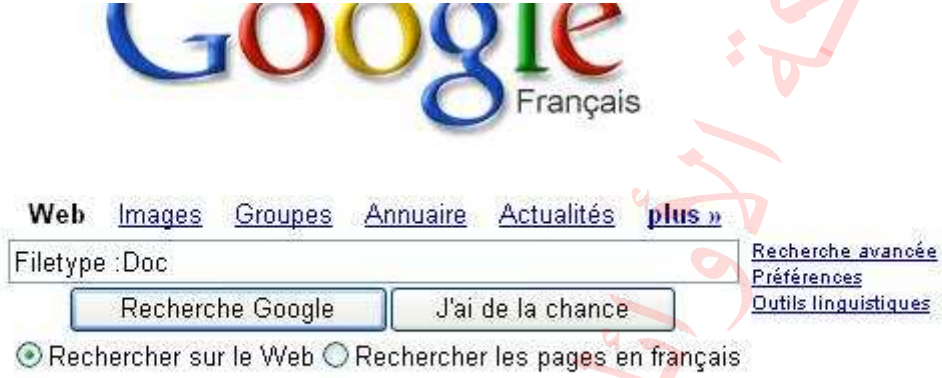 Google
Français
Web Images Groupes Annuaire Actualités plus »
Filetype :Doc
Recherche avancée
Préférences
Outils linguistiques
Recherche Google J'ai de la chance
Rechercher sur le Web Rechercher les pages en français